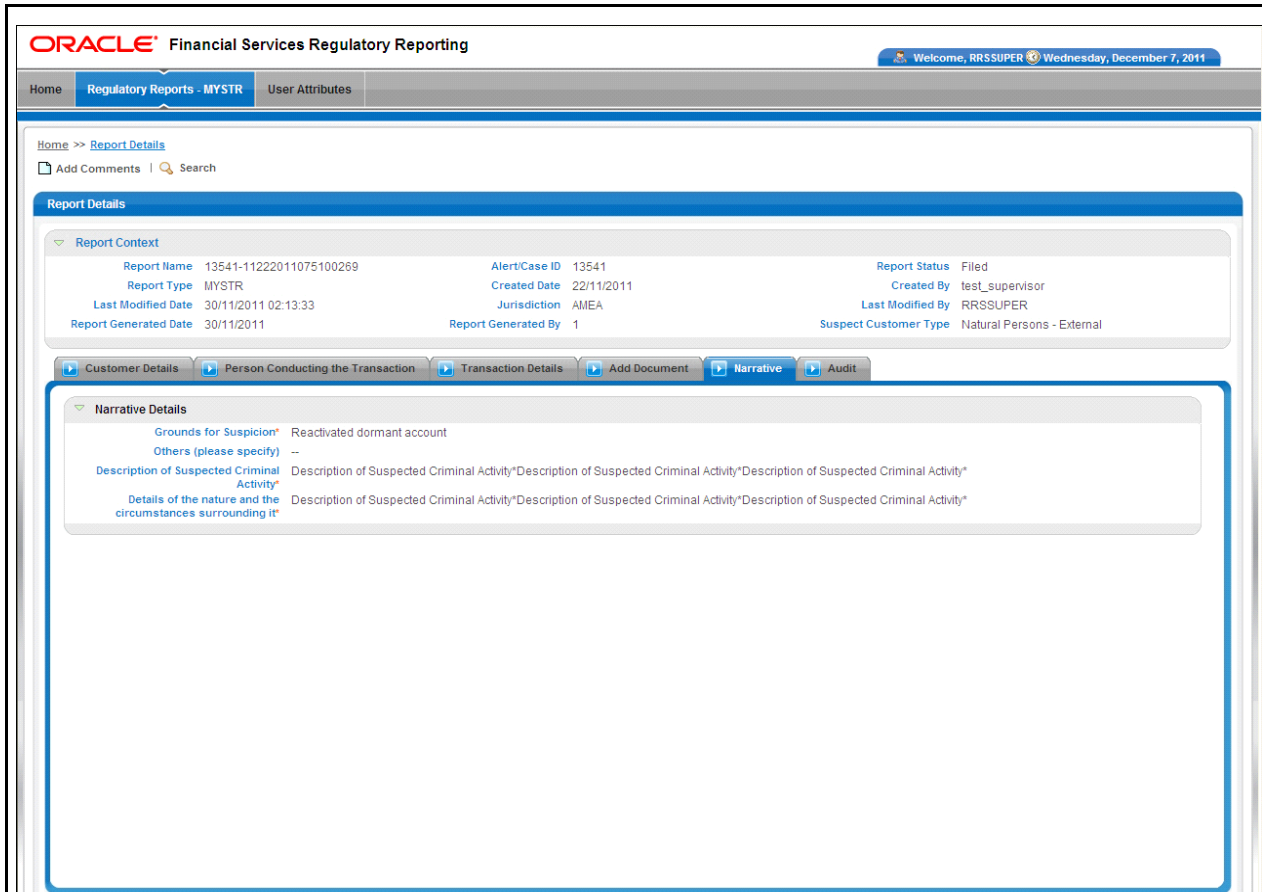 ORACLE® Financial Services Regulatory Reporting
Welcome, RRSSUPER Wednesday, December 7, 2011
Home Regulatory Reports - MYSTR User Attributes
Home >> Report Details
Add Comments | Search
Report Details
Report Context
Report Name 13541-11222011075100269 Alert/Case ID 13541 Report Status Filed
Report Type MYSTR Created Date 22/11/2011 Created By test_supervisor
Last Modified Date 30/11/2011 02:13:33 Jurisdiction AMEA Last Modified By RRSSUPER
Report Generated Date 30/11/2011 Report Generated By 1 Suspect Customer Type Natural Persons - External
Customer Details Person Conducting the Transaction Transaction Details Add Document Narrative Audit
Narrative Details
Grounds for Suspicion* Reactivated dormant account
Others (please specify) --
Description of Suspected Criminal Activity* Description of Suspected Criminal Activity*Description of Suspected Criminal Activity*Description of Suspected Criminal Activity*
Details of the nature and the circumstances surrounding it* Description of Suspected Criminal Activity*Description of Suspected Criminal Activity*Description of Suspected Criminal Activity*